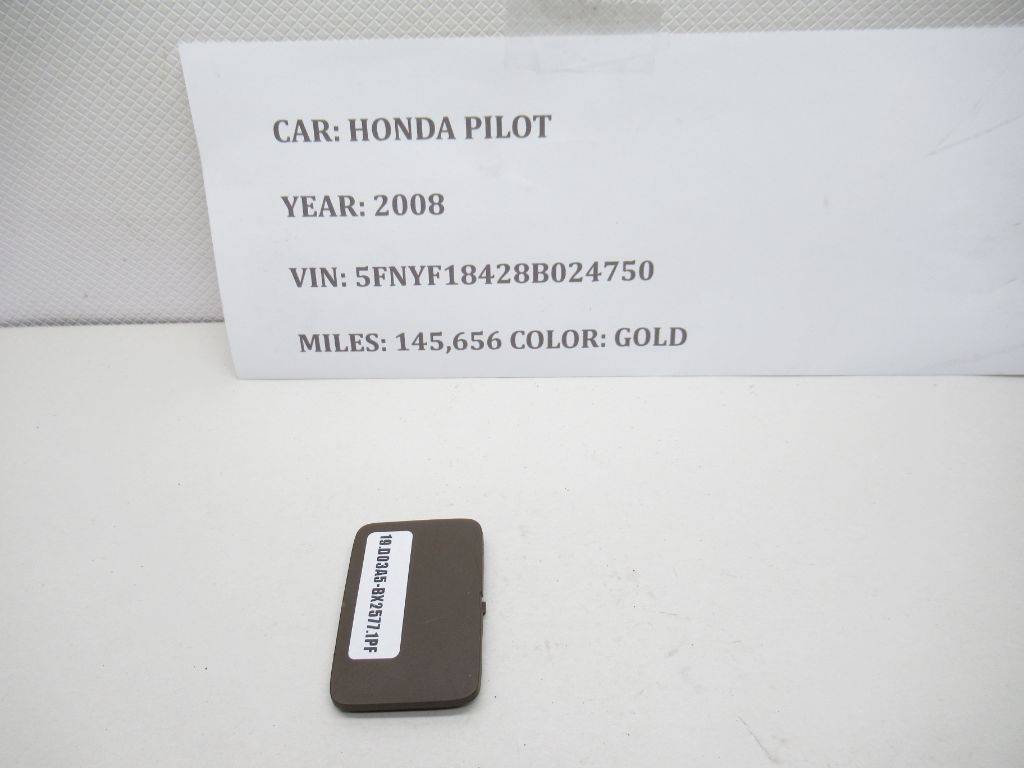 CAR: HONDA PILOT
YEAR: 2008
VIN: 5FNYF18428B024750
MILES: 145,656 COLOR: GOLD
19.D03A5-BX2577.1PF